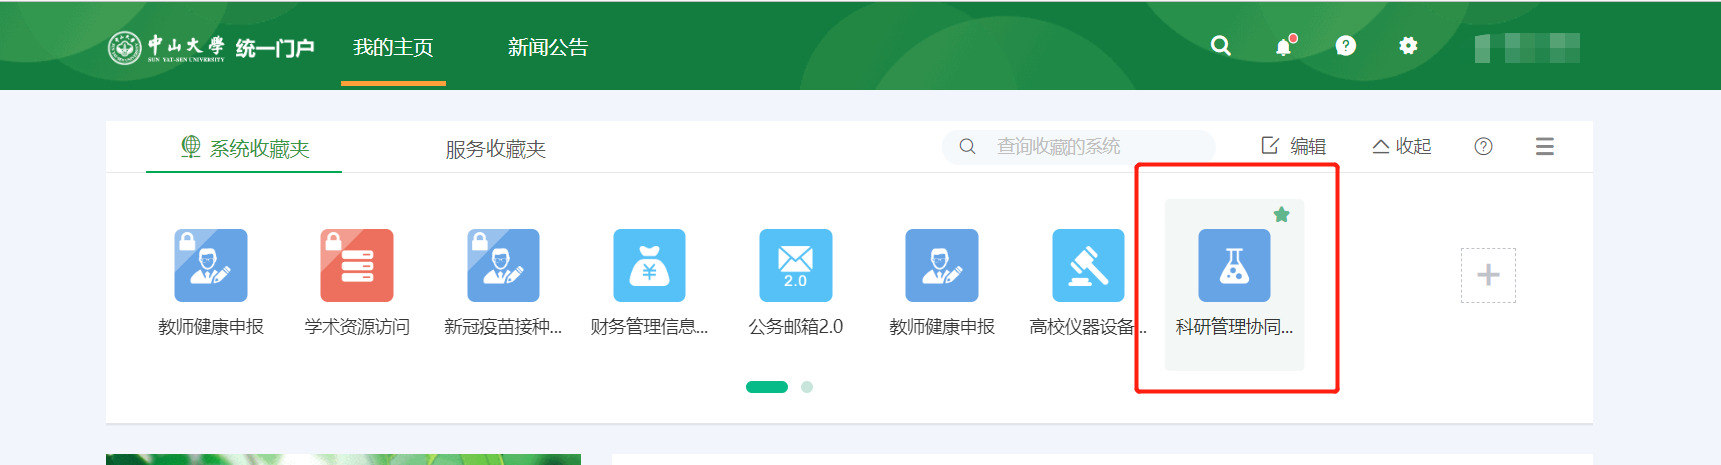 中山大学 统一门户 我的主页 新闻公告
SUN YAT-SEN UNIVERSITY
系统收藏夹 服务收藏夹 查询收藏的系统 编辑 收起
2.0
教师健康申报 学术资源访问 新冠疫苗接种... 财务管理信息... 公务邮箱2.0 教师健康申报 高校仪器设备... 科研管理协同...